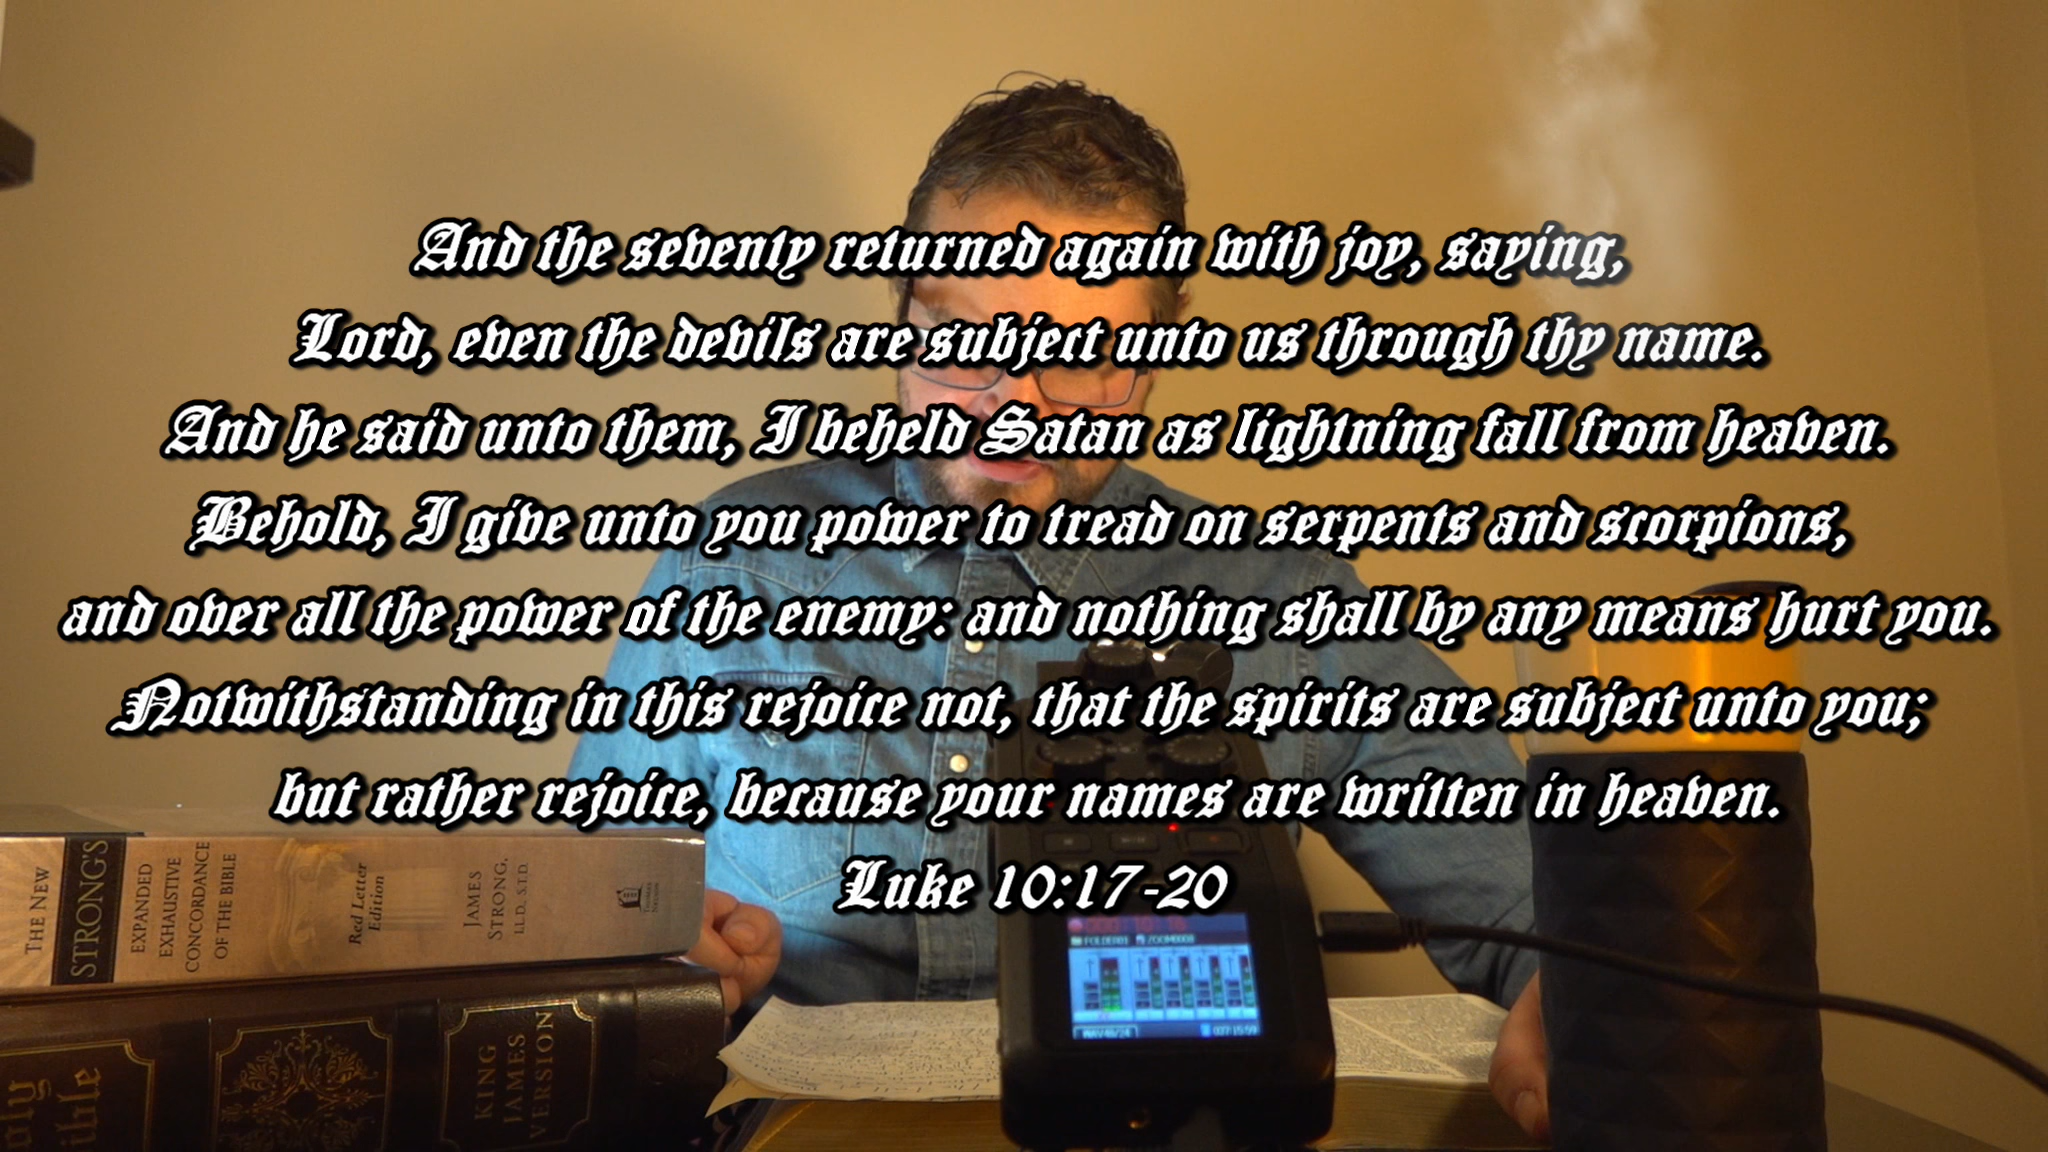 And the seventy returned again with joy, saying,
Lord, even the devils are subject unto us through thy name.
And he said unto them, I beheld Satan as lightning fall from heaven.
Behold, I give unto you power to tread on serpents and scorpions,
and over all the power of the enemy: and nothing shall by any means hurt you.
Notwithstanding in this rejoice not, that the spirits are subject unto you;
but rather rejoice, because your names are written in heaven.
Luke 10:17-20
THE NEW
STRONG'S
EXPANDED
EXHAUSTIVE
CONCORDANCE
OF THE BIBLE
Red Letter
Edition
JAMES
STRONG,
LL.D., S.T.D.
KING
JAMES
VERSION